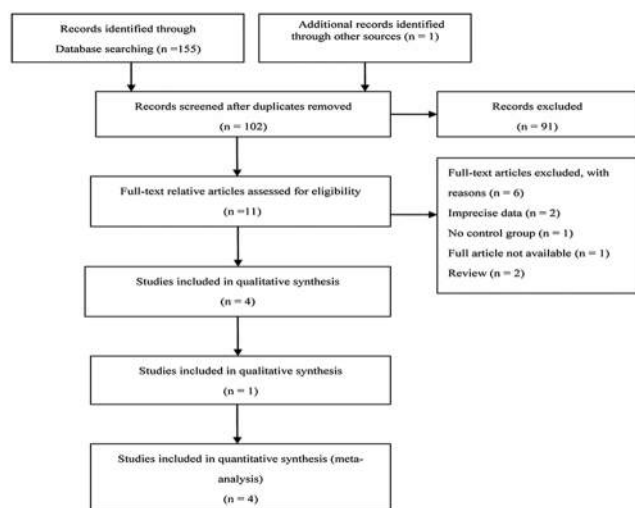 Records identified through
Database searching (n =155)
Additional records identified
through other sources (n = 1)
Records screened after duplicates removed
(n = 102)
Records excluded
(n = 91)
Full-text relative articles assessed for eligibility
(n =11)
Full-text articles excluded, with
reasons (n = 6)
Imprecise data (n = 2)
No control group (n = 1)
Full article not available (n = 1)
Review (n = 2)
Studies included in qualitative synthesis
(n = 4)
Studies included in qualitative synthesis
(n = 1)
Studies included in quantitative synthesis (meta-
analysis)
(n = 4)